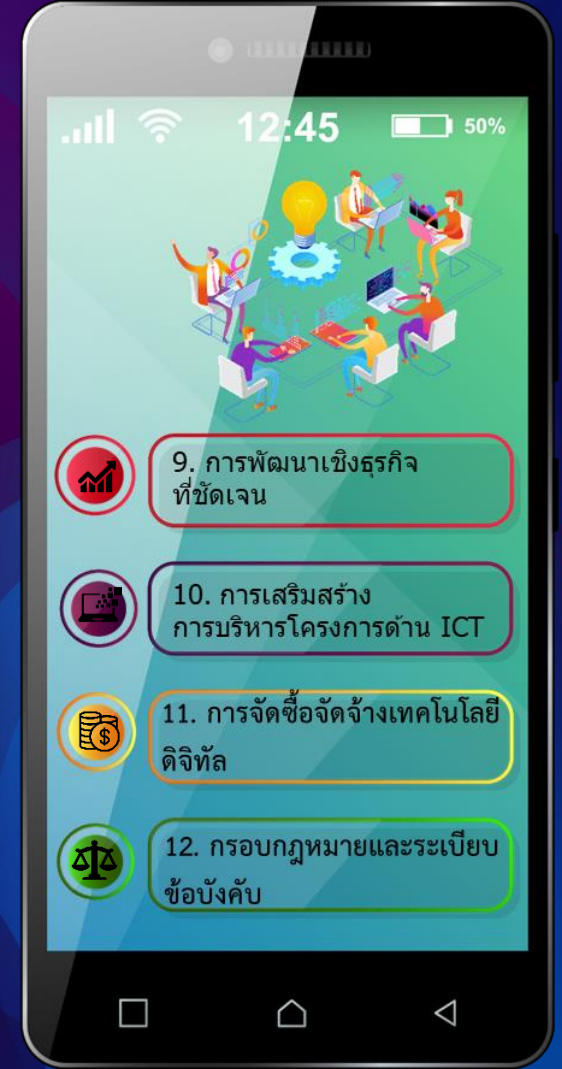 12:45 50%
9. การพัฒนาเชิงธุรกิจ
ที่ชัดเจน
10. การเสริมสร้าง
การบริหารโครงการด้าน ICT
11. การจัดซื้อจัดจ้างเทคโนโลยี
ดิจิทัล
12. กรอบกฎหมายและระเบียบ
ข้อบังคับ